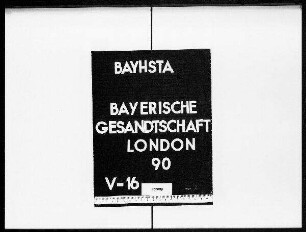 BAYHSTA
BAYERISCHE
GESANDTSCHAFT
LONDON
90
V-16